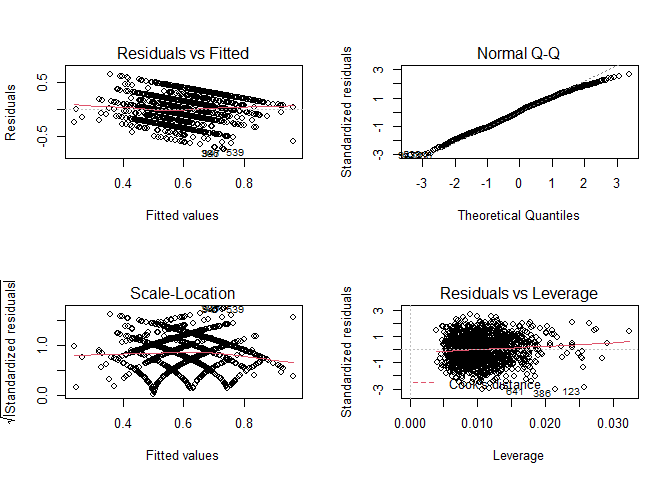 Residuals vs Fitted
Residuals
0.5
-0.5
539
0.4
0.6
0.8
Fitted values
Normal Q-Q
Standardized residuals
3
1
-1
-3
-3
-2
-1
0
1
2
3
Theoretical Quantiles
Scale-Location
√|Standardized residuals|
1.0
0.0
539
0.4
0.6
0.8
Fitted values
Residuals vs Leverage
Standardized residuals
3
1
-1
-3
Cook's distance
641
386
123
0.000
0.010
0.020
0.030
Leverage